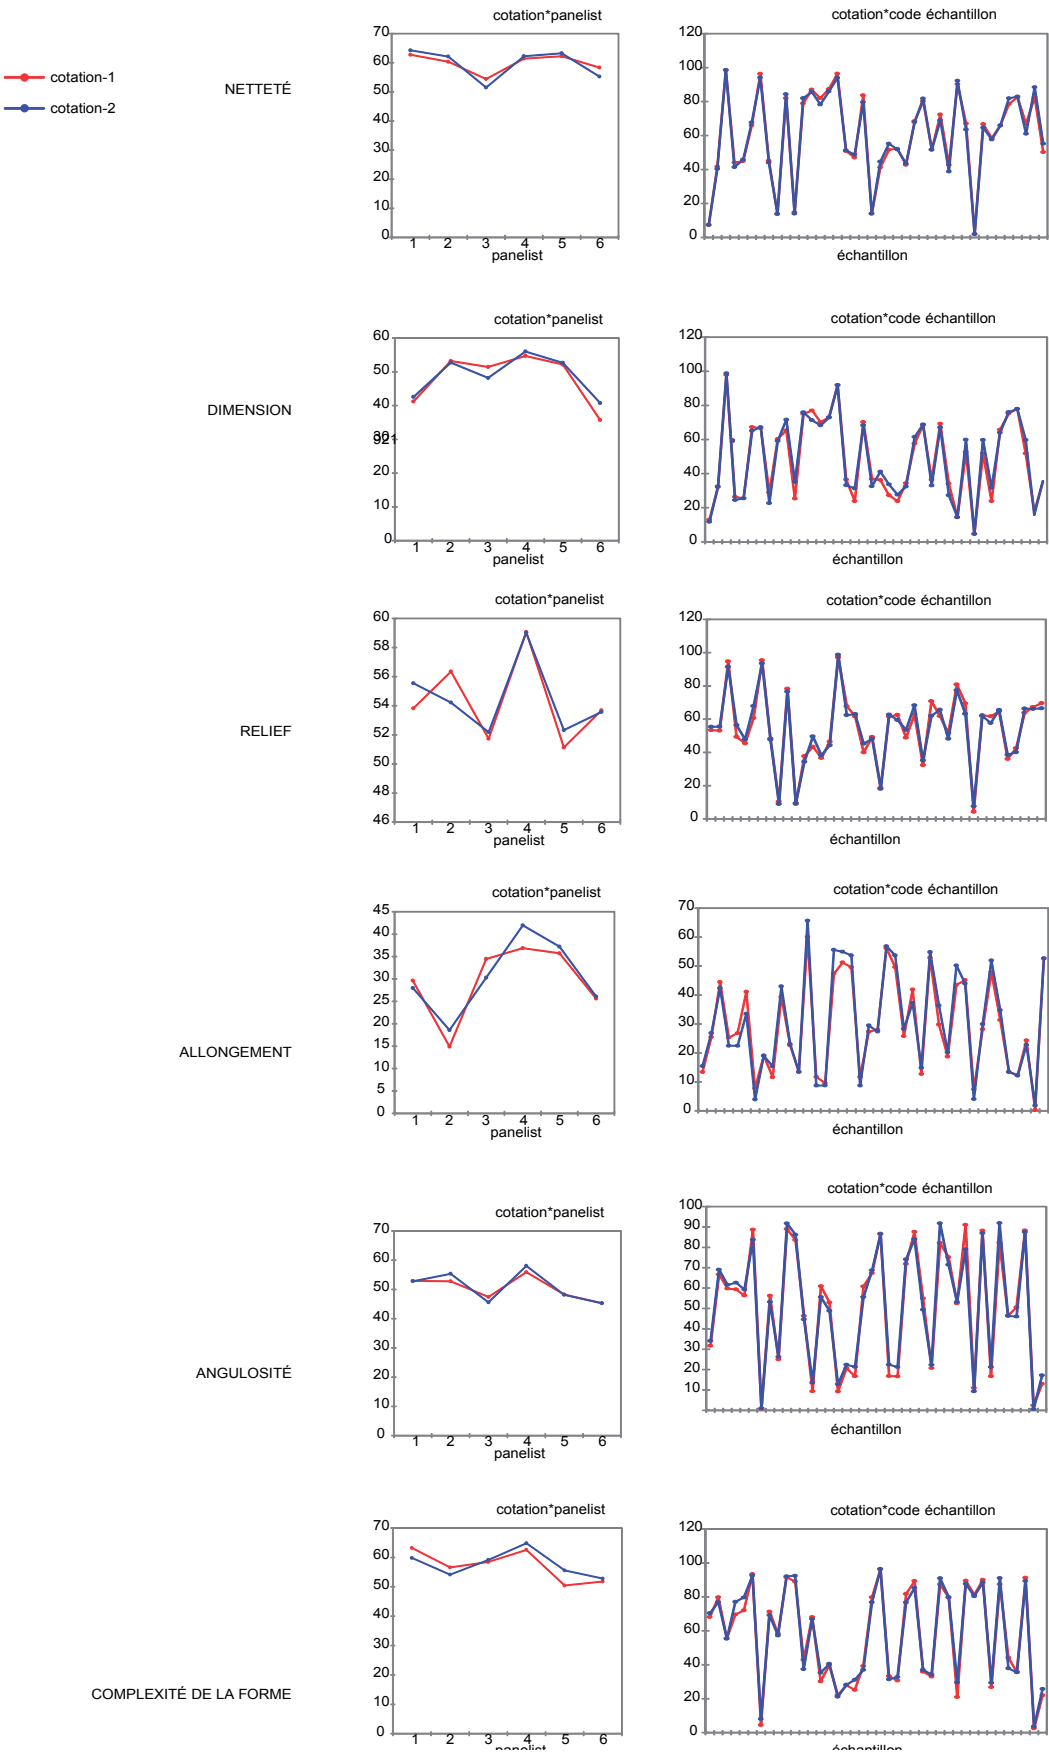 cotation-1
cotation-2
NETTETÉ
cotation*panelist
70
60
50
40
30
20
10
0
1 2 3 4 5 6
panelist
cotation*code échantillon
120
100
80
60
40
20
0
échantillon
DIMENSION
cotation*panelist
60
50
40
20
10
0
1 2 3 4 5 6
panelist
cotation*code échantillon
120
100
80
60
40
20
0
échantillon
RELIEF
cotation*panelist
60
58
56
54
52
50
48
46
1 2 3 4 5 6
panelist
cotation*code échantillon
120
100
80
60
40
20
0
échantillon
ALLONGEMENT
cotation*panelist
45
40
35
30
25
20
15
10
5
0
1 2 3 4 5 6
panelist
cotation*code échantillon
70
60
50
40
30
20
10
0
échantillon
ANGULOSITÉ
cotation*panelist
70
60
50
40
30
20
10
0
1 2 3 4 5 6
panelist
cotation*code échantillon
100
90
80
70
60
50
40
30
20
10
échantillon
COMPLEXITÉ DE LA FORME
cotation*panelist
70
60
50
40
30
20
10
0
1 2 3 4 5 6
panelist
cotation*code échantillon
120
100
80
60
40
20
0
échantillon